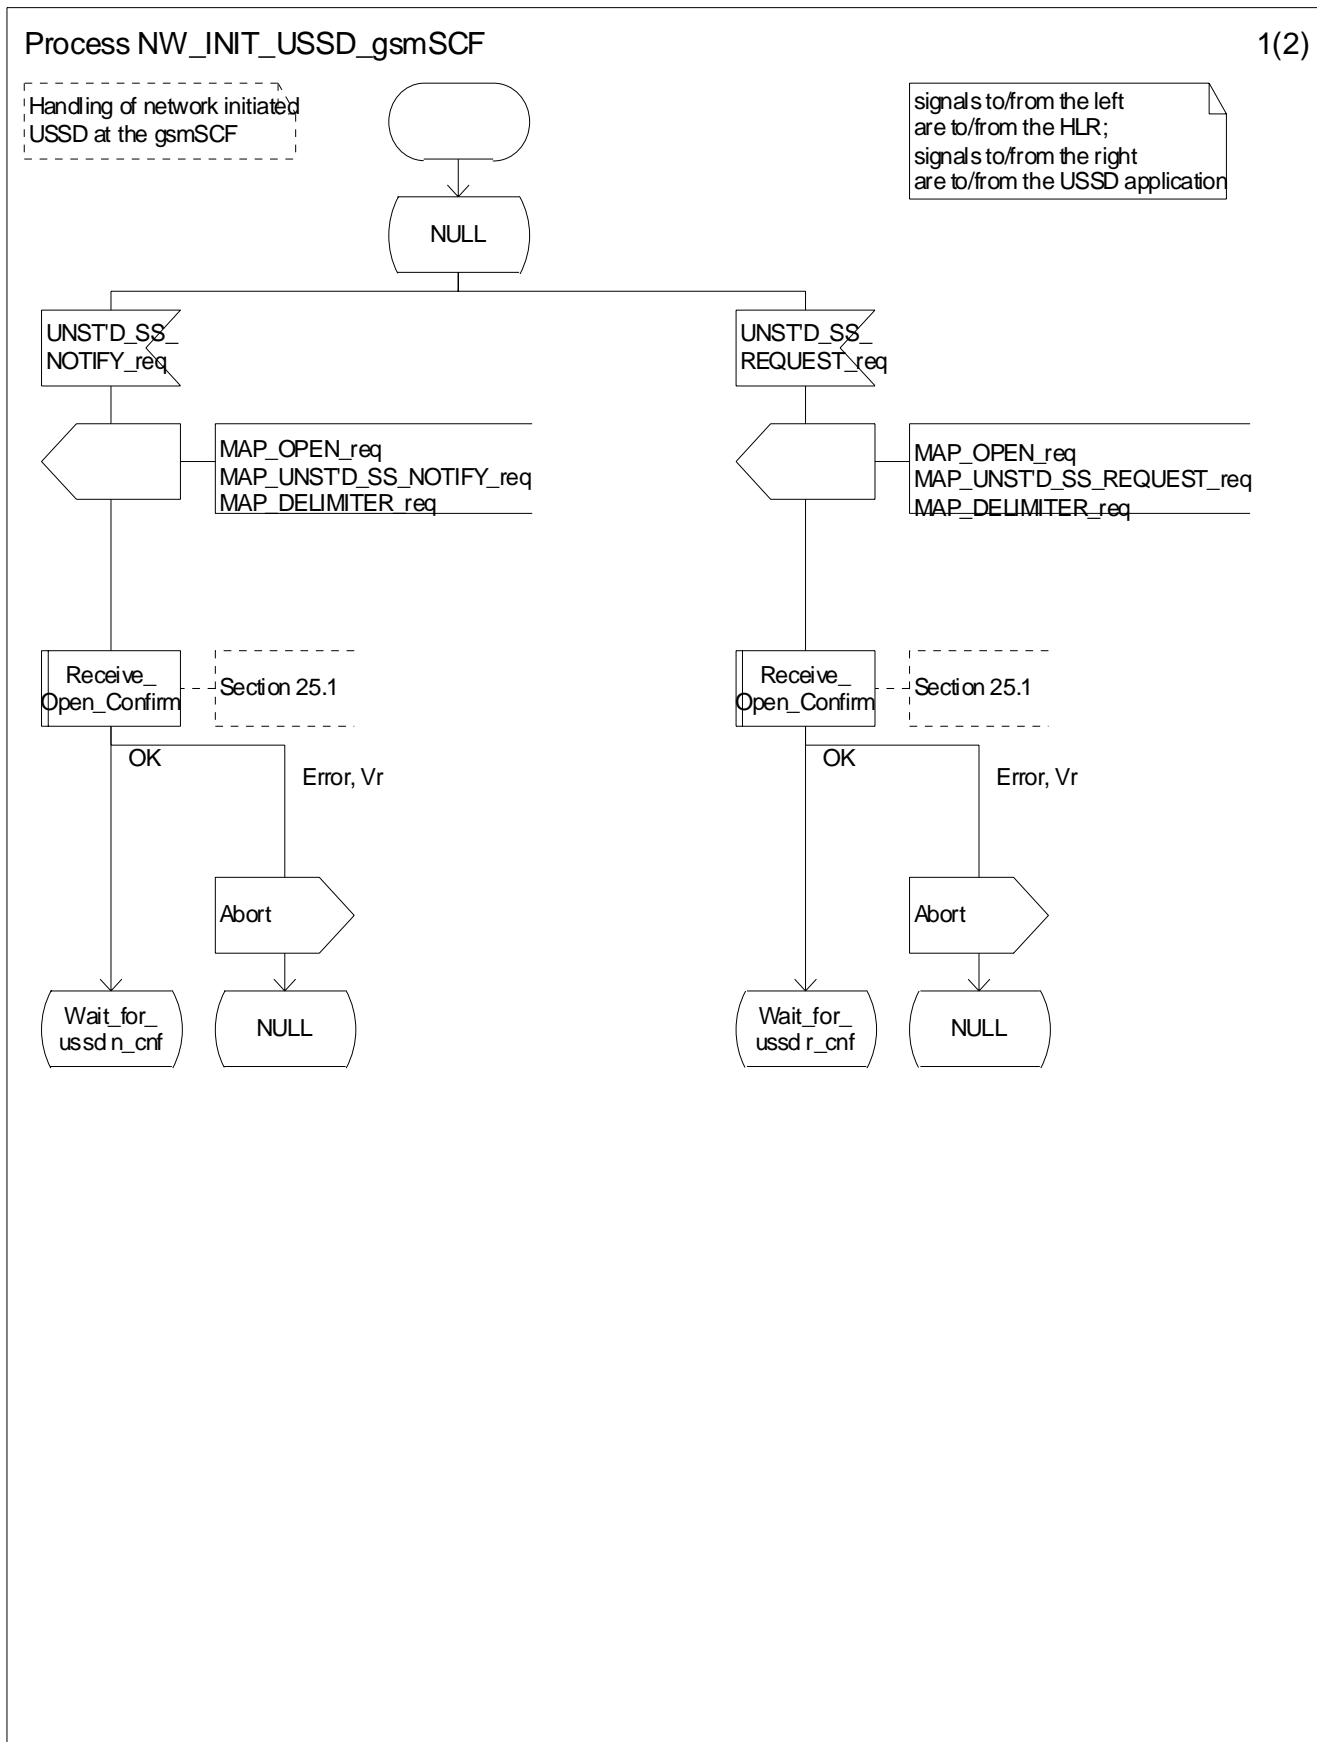 Process NW_INIT_USSD_gsmSCF
1(2)
Handling of network initiated
USSD at the gsmSCF
signals to/from the left
are to/from the HLR;
signals to/from the right
are to/from the USSD application
NULL
UNST'D_SS_
NOTIFY_req
UNST'D_SS_
REQUEST_req
MAP_OPEN_req
MAP_UNST'D_SS_NOTIFY_req
MAP_DELIMITER_req
MAP_OPEN_req
MAP_UNST'D_SS_REQUEST_req
MAP_DELIMITER_req
Receive_
Open_Confirm
Section 25.1
Receive_
Open_Confirm
Section 25.1
OK
Error, Vr
OK
Error, Vr
Abort
Abort
Wait_for_
ussd n_cnf
NULL
Wait_for_
ussd r_cnf
NULL